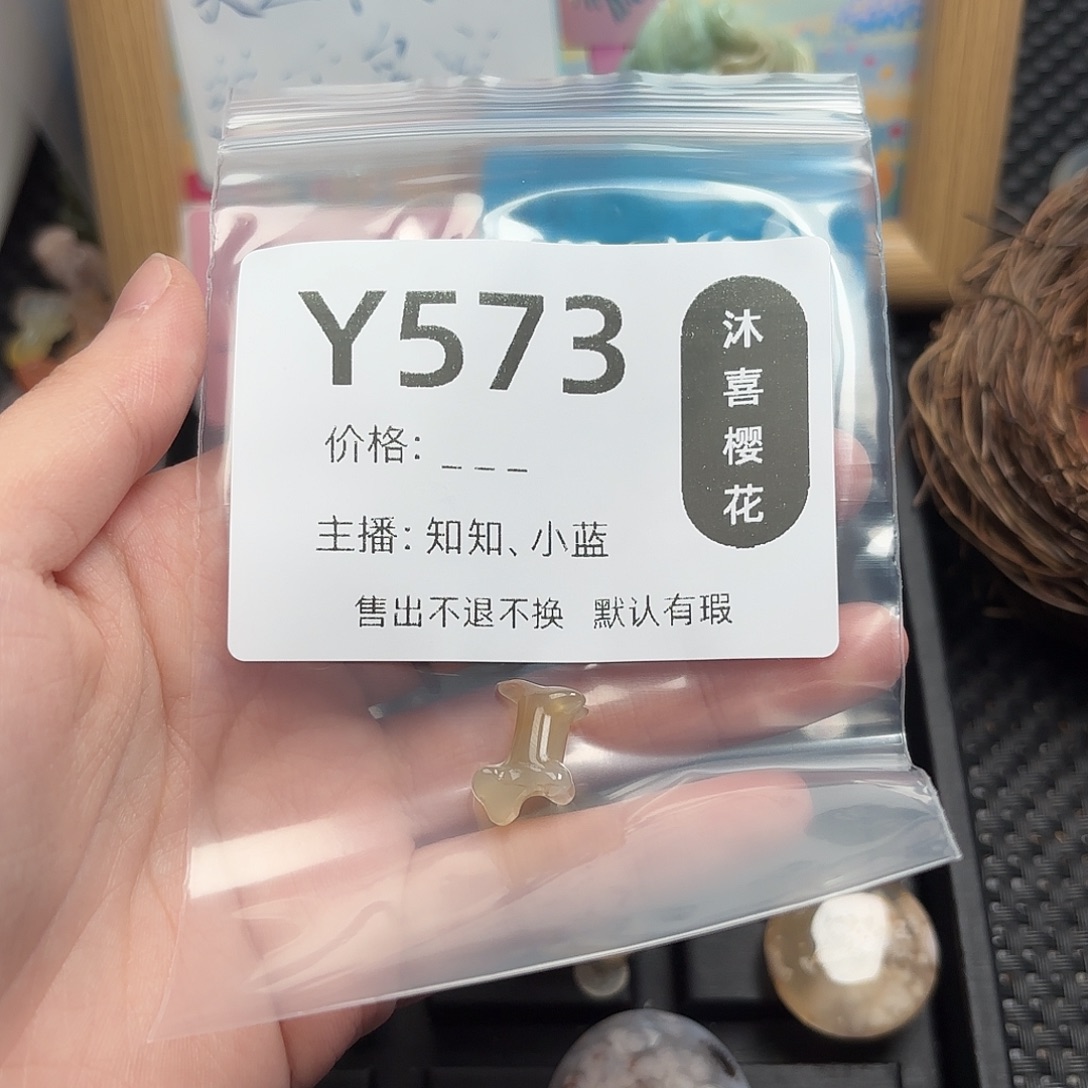 Y573
沐喜樱花
价格: _ _ _
主播: 知知、小蓝
售出不退不换 默认有瑕